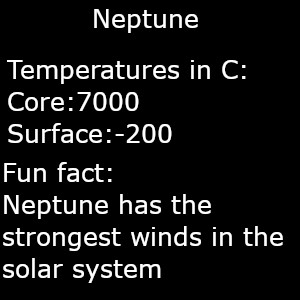 Neptune
Temperatures in C:
Core:7000
Surface:-200
Fun fact:
Neptune has the
strongest winds in the
solar system